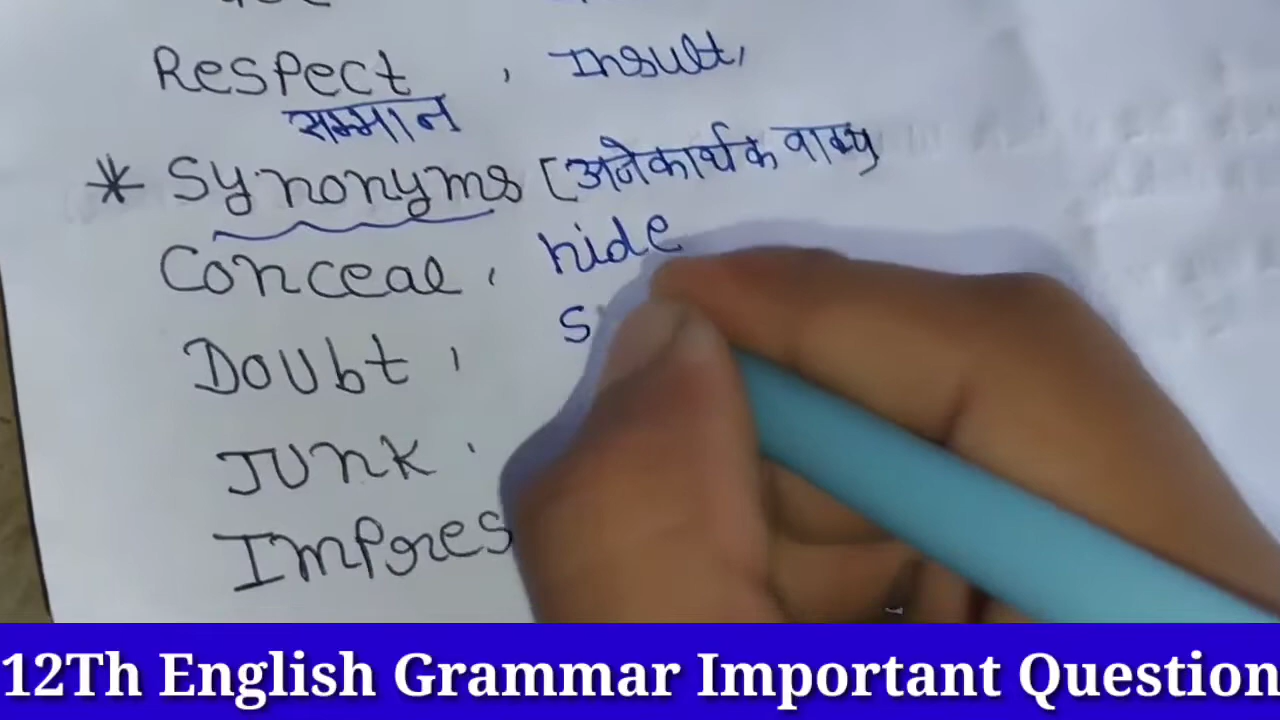 Respect , Insult,
सम्मान
* Synonyms [अनेकार्थक वाक्य
Conceal , hide
Doubt , S
Junk .
Impres
12Th English Grammar Important Question